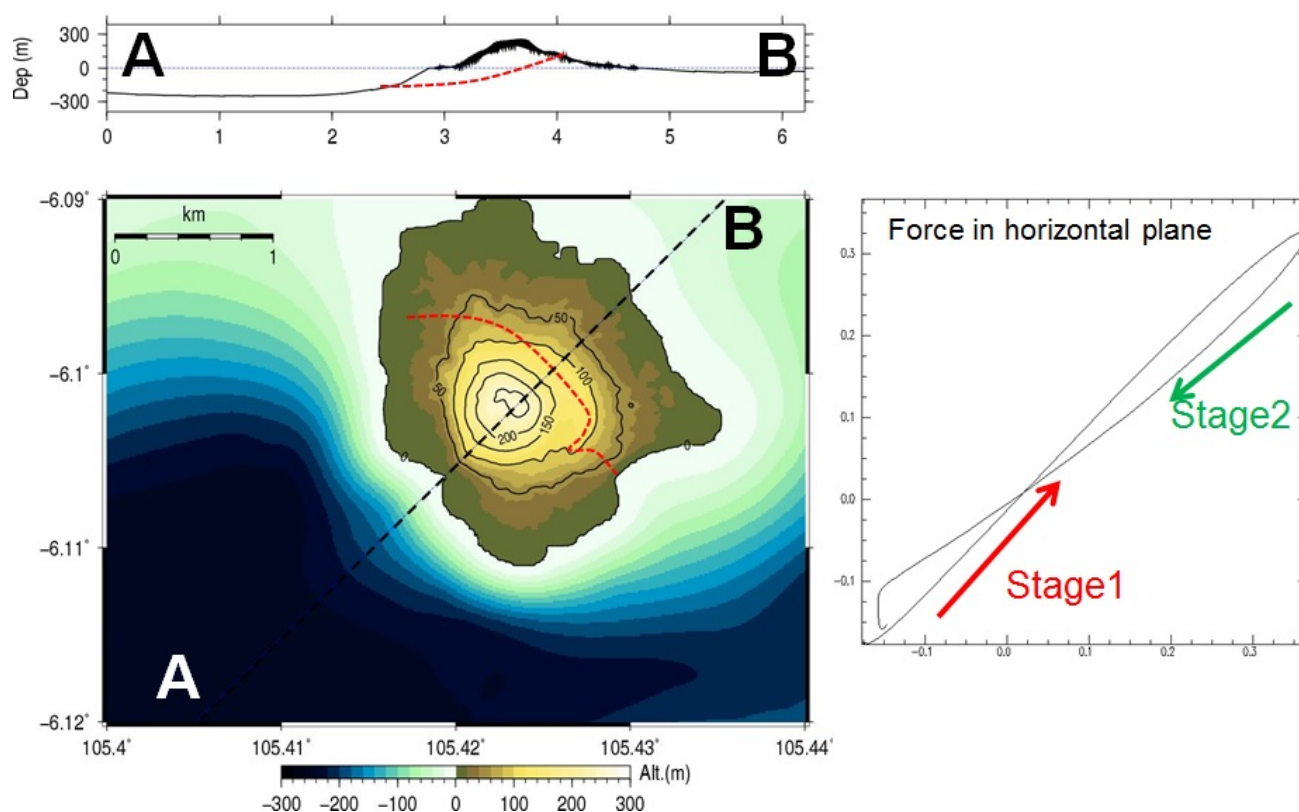 300
0
−300
Dep (m)
A
B
0 1 2 3 4 5 6
−6.09°
−6.1°
−6.11°
−6.12°
km
0 1
B
50
100
50
150
200
0
0
A
105.4° 105.41° 105.42° 105.43° 105.44°
−300 −200 −100 0 100 200 300
Alt.(m)
Force in horizontal plane
0.3
0.2
0.1
0.0
−0.1
−0.1 0.0 0.1 0.2 0.3
Stage2
Stage1